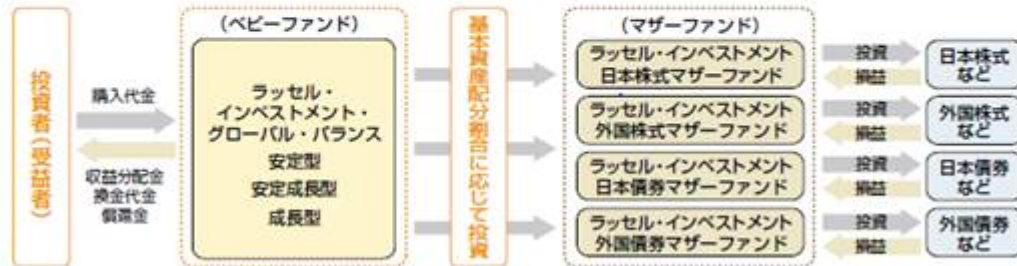 投資者(受益者)
購入代金
収益分配金
換金代金
償還金
(ベビーファンド)
ラッセル・
インベストメント・
グローバル・バランス
安定型
安定成長型
成長型
基本資産配分割合に応じて投資
(マザーファンド)
ラッセル・インベストメント
日本株式マザーファンド
投資
損益
日本株式
など
ラッセル・インベストメント
外国株式マザーファンド
投資
損益
外国株式
など
ラッセル・インベストメント
日本債券マザーファンド
投資
損益
日本債券
など
ラッセル・インベストメント
外国債券マザーファンド
投資
損益
外国債券
など